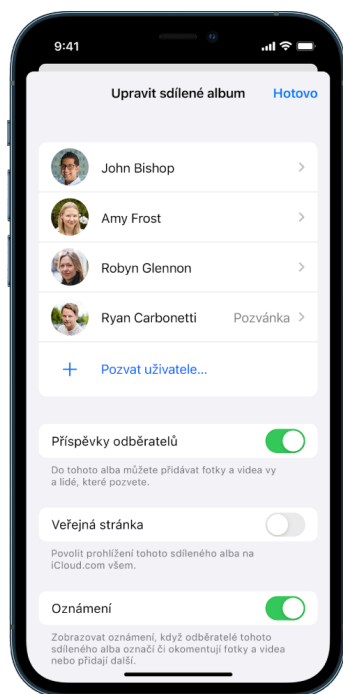 9:41
Upravit sdílené album Hotovo
John Bishop
Amy Frost
Robyn Glennon
Ryan Carbonetti Pozvánka
Pozvat uživatele...
Příspěvky odběratelů
Do tohoto alba můžete přidávat fotky a videa vy
a lidé, které pozvete.
Veřejná stránka
Povolit prohlížení tohoto sdíleného alba na
iCloud.com všem.
Oznámení
Zobrazovat oznámení, když odběratelé tohoto
sdíleného alba označí či okomentují fotky a videa
nebo přidají další.